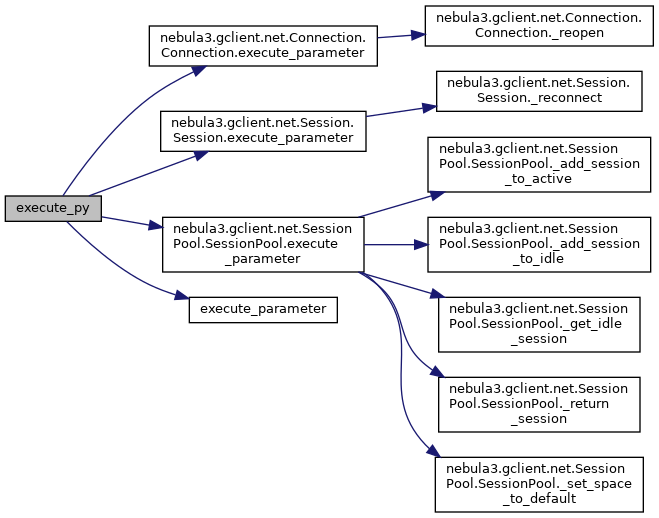 execute_py
nebula3.gclient.net.Connection.
Connection.execute_parameter
nebula3.gclient.net.Session.
Session.execute_parameter
nebula3.gclient.net.Session
Pool.SessionPool.execute
_parameter
execute_parameter
nebula3.gclient.net.Connection.
Connection._reopen
nebula3.gclient.net.Session.
Session._reconnect
nebula3.gclient.net.Session
Pool.SessionPool._add_session
_to_active
nebula3.gclient.net.Session
Pool.SessionPool._add_session
_to_idle
nebula3.gclient.net.Session
Pool.SessionPool._get_idle
_session
nebula3.gclient.net.Session
Pool.SessionPool._return
_session
nebula3.gclient.net.Session
Pool.SessionPool._set_space
_to_default